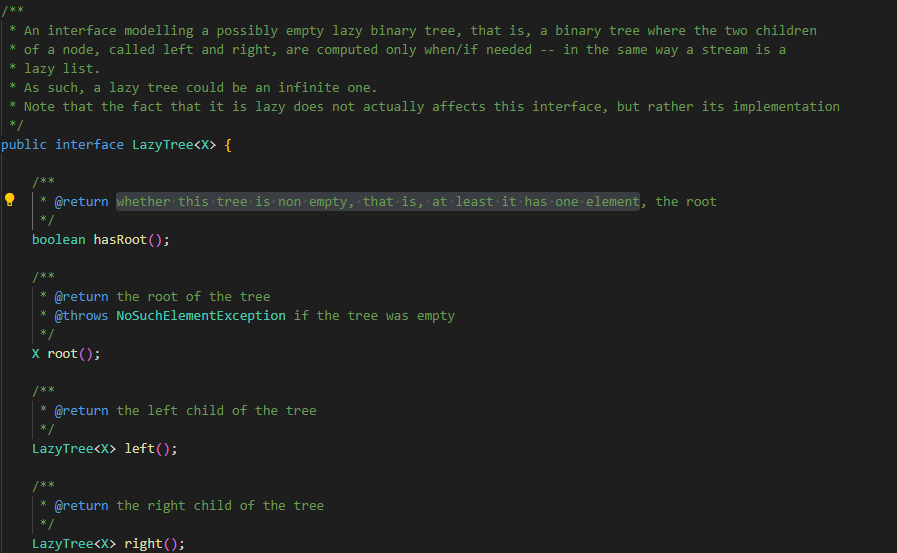 /**
 * An interface modelling a possibly empty lazy binary tree, that is, a binary tree where the two children
 * of a node, called left and right, are computed only when/if needed -- in the same way a stream is a
 * lazy list.
 * As such, a lazy tree could be an infinite one.
 * Note that the fact that it is lazy does not actually affects this interface, but rather its implementation
 */
public interface LazyTree<X> {
    /**
     * @return whether this tree is non empty, that is, at least it has one element, the root
     */
    boolean hasRoot();
    /**
     * @return the root of the tree
     * @throws NoSuchElementException if the tree was empty
     */
    X root();
    /**
     * @return the left child of the tree
     */
    LazyTree<X> left();
    /**
     * @return the right child of the tree
     */
    LazyTree<X> right();